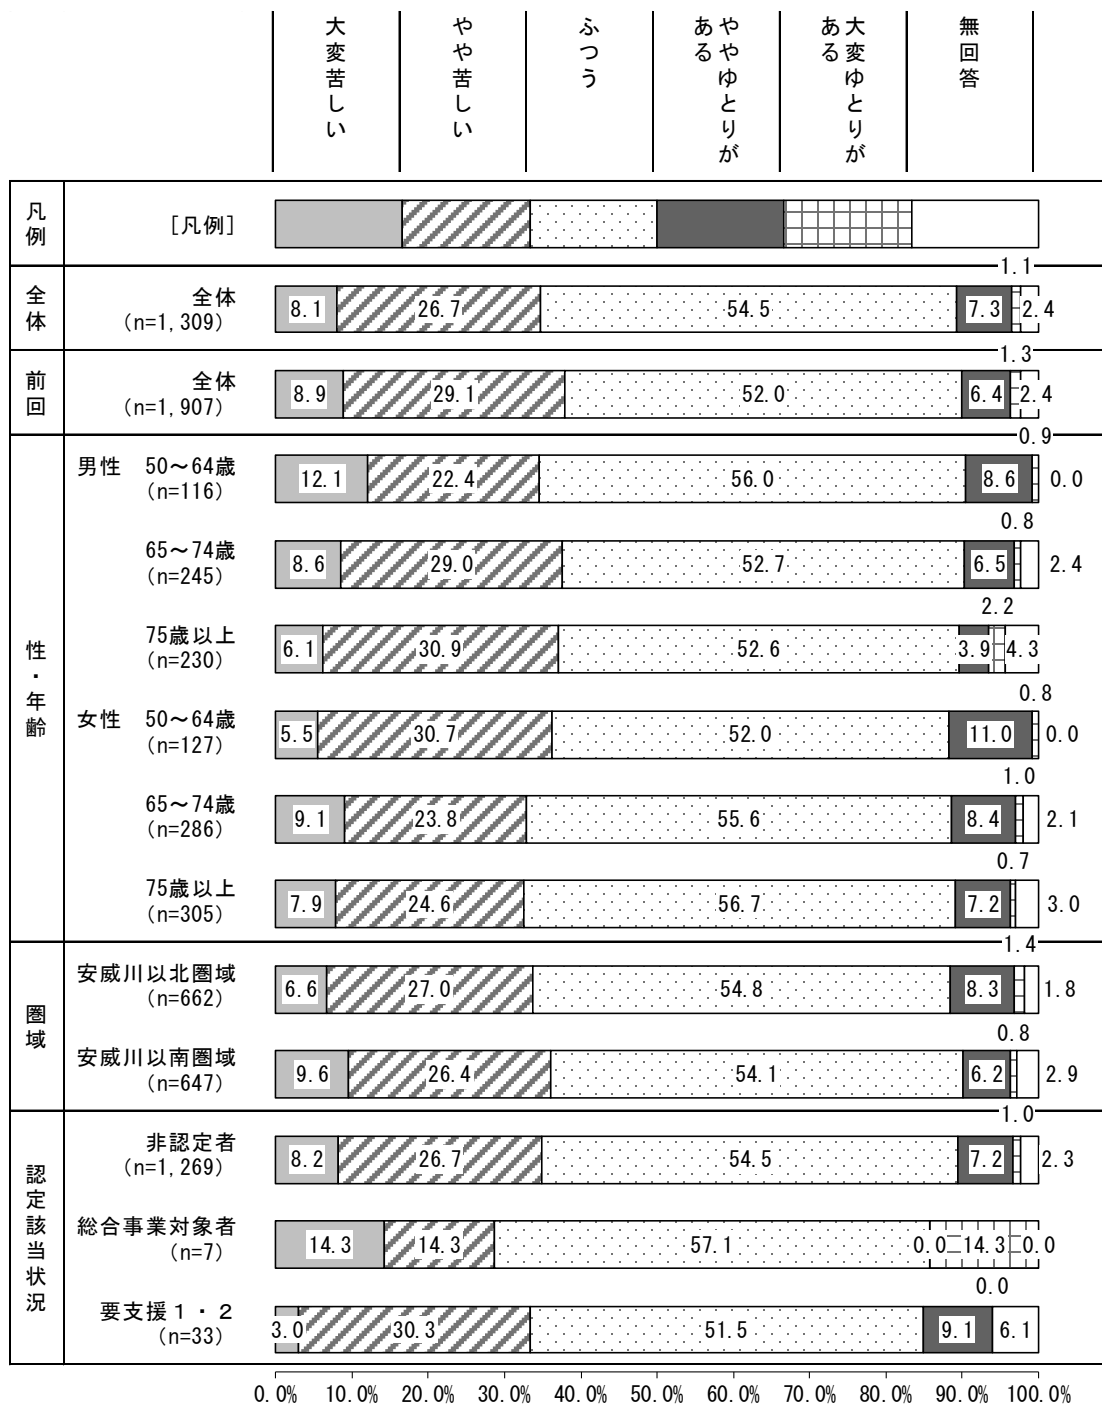 大変苦しい
やや苦しい
ふつう
ややゆとりが
ある
大変ゆとりが
ある
無回答
凡例
[凡例]
1.1
全体
全体
(n=1,309)
8.1 26.7 54.5 7.3 2.4
1.3
前回
全体
(n=1,907)
8.9 29.1 52.0 6.4 2.4
0.9
性・年齢
男性 50～64歳
(n=116)
12.1 22.4 56.0 8.6 0.0
0.8
65～74歳
(n=245)
8.6 29.0 52.7 6.5 2.4
2.2
75歳以上
(n=230)
6.1 30.9 52.6 3.9 4.3
0.8
女性 50～64歳
(n=127)
5.5 30.7 52.0 11.0 0.0
1.0
65～74歳
(n=286)
9.1 23.8 55.6 8.4 2.1
0.7
75歳以上
(n=305)
7.9 24.6 56.7 7.2 3.0
1.4
圏域
安威川以北圏域
(n=662)
6.6 27.0 54.8 8.3 1.8
0.8
安威川以南圏域
(n=647)
9.6 26.4 54.1 6.2 2.9
1.0
認定該当状況
非認定者
(n=1,269)
8.2 26.7 54.5 7.2 2.3
総合事業対象者
(n=7)
14.3 14.3 57.1 0.0 14.3 0.0
0.0
要支援１・２
(n=33)
3.0 30.3 51.5 9.1 6.1
0.0% 10.0% 20.0% 30.0% 40.0% 50.0% 60.0% 70.0% 80.0% 90.0% 100.0%